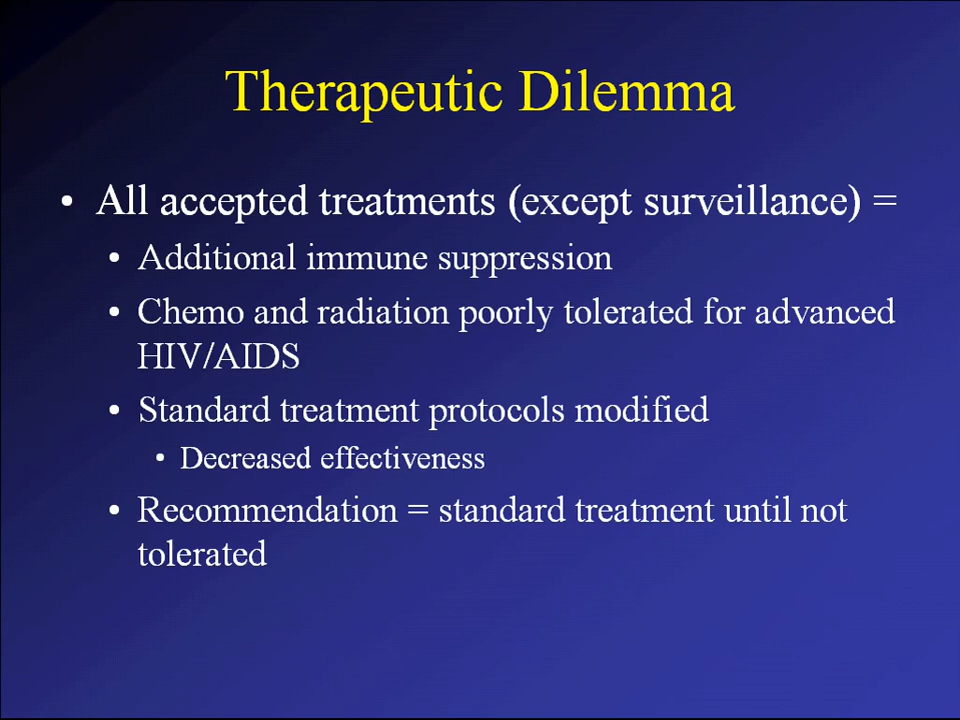 Therapeutic Dilemma
• All accepted treatments (except surveillance) =
• Additional immune suppression
• Chemo and radiation poorly tolerated for advanced
HIV/AIDS
• Standard treatment protocols modified
• Decreased effectiveness
• Recommendation = standard treatment until not
tolerated